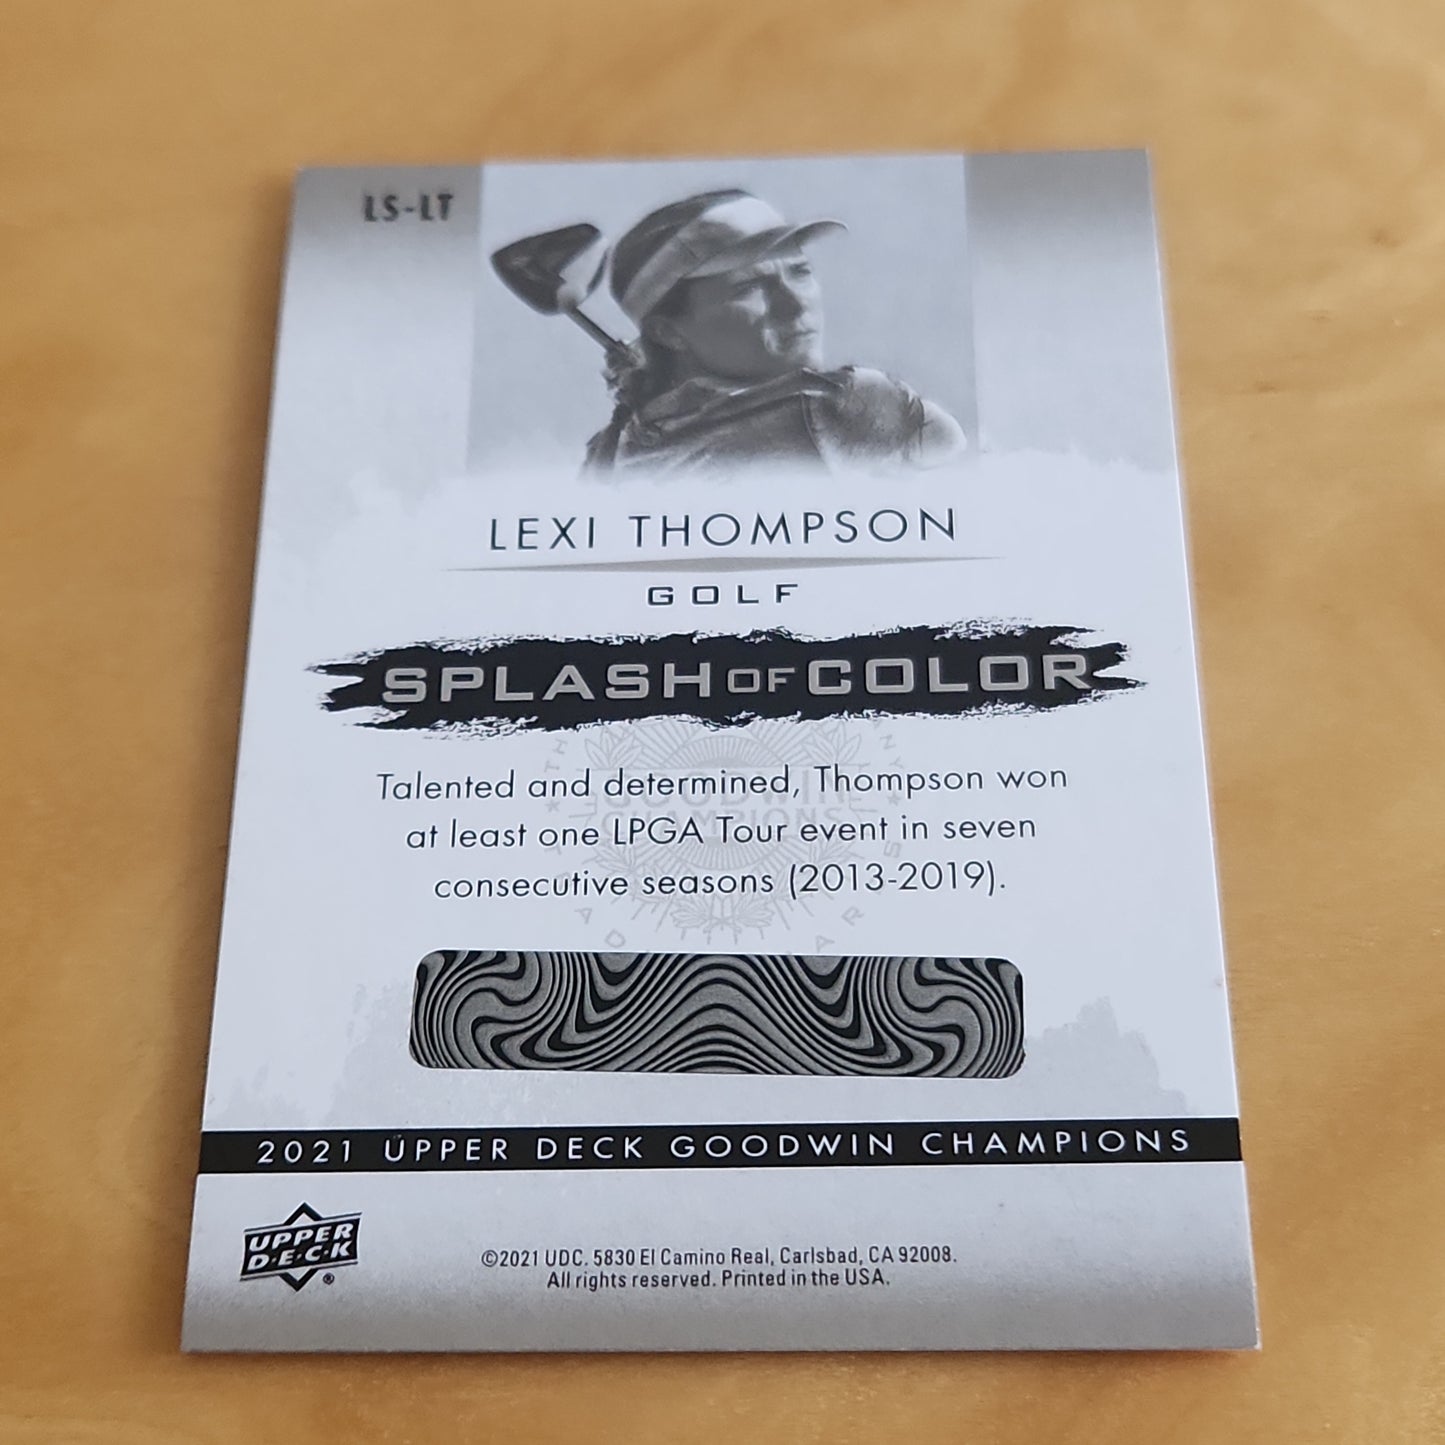 LS-LT
LEXI THOMPSON
GOLF
SPLASH OF COLOR
GOODWIN
CHAMPIONS
Talented and determined, Thompson won
at least one LPGA Tour event in seven
consecutive seasons (2013-2019).
2021 UPPER DECK GOODWIN CHAMPIONS
UPPER
D·E·C·K
®
©2021 UDC. 5830 El Camino Real, Carlsbad, CA 92008.
All rights reserved. Printed in the USA.